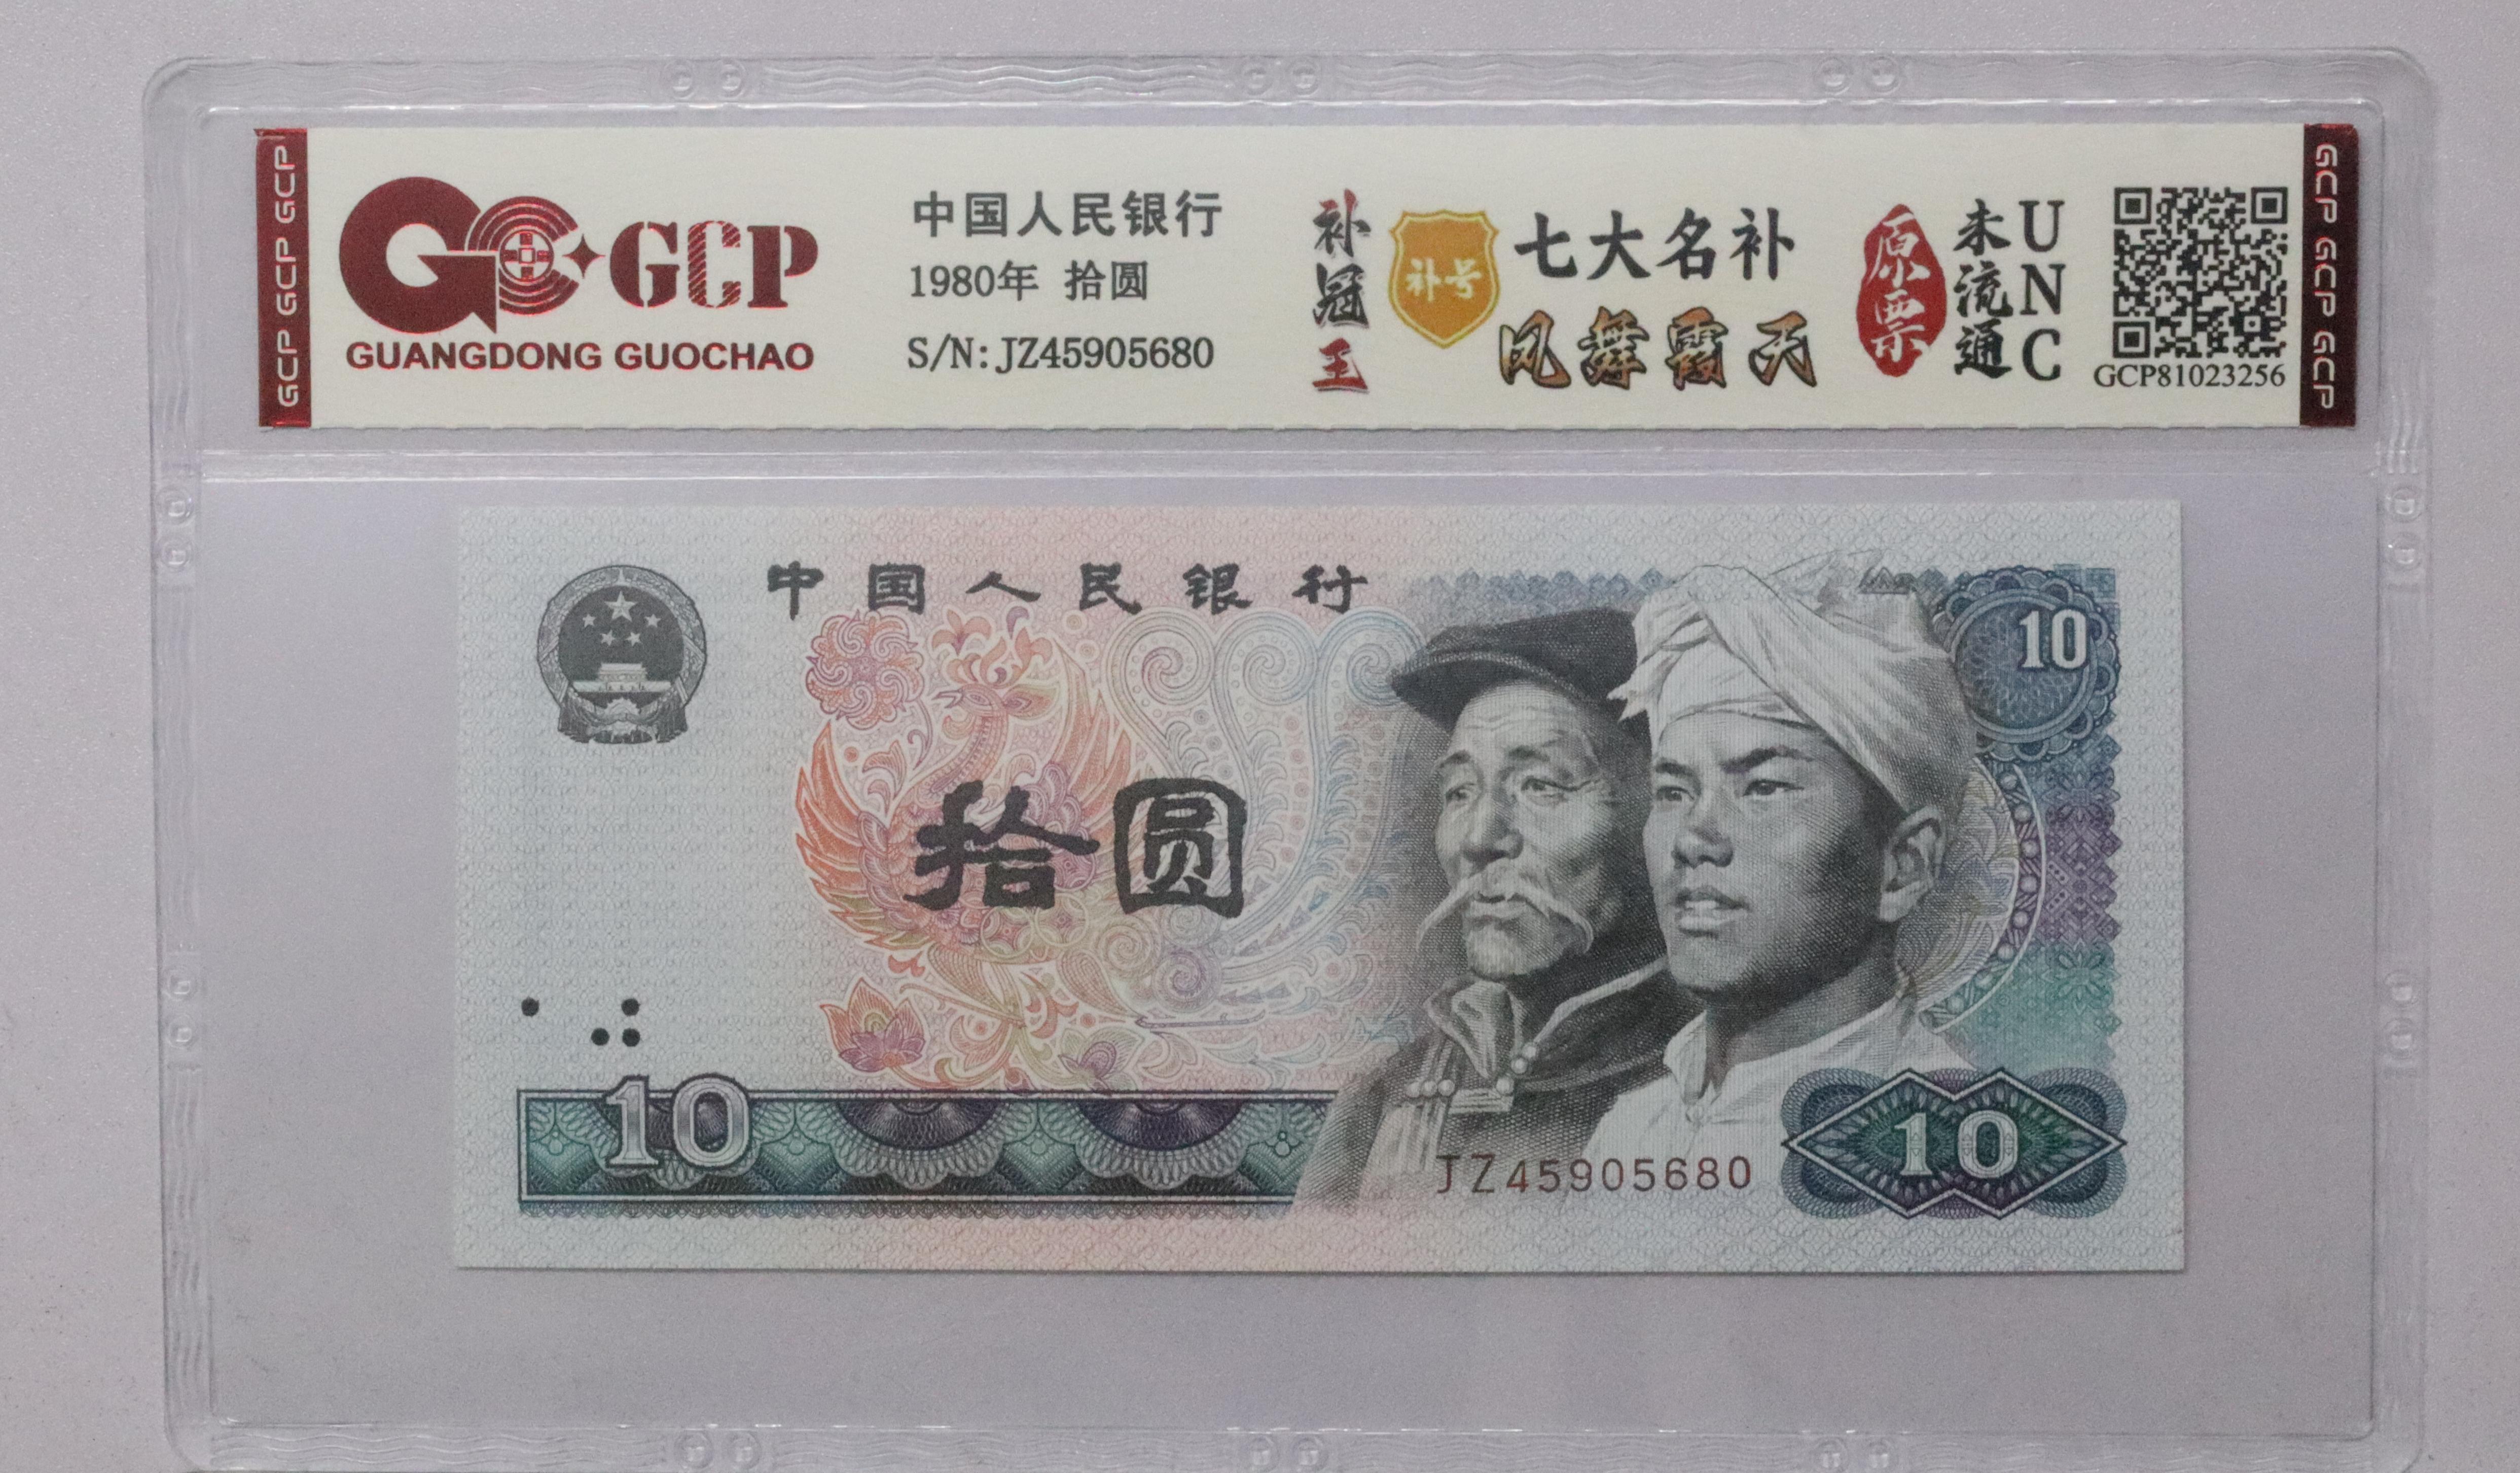 GCP GCP GCP
GCP
GUANGDONG GUOCHAO
中国人民银行
1980年 拾圆
S/N: JZ45905680
补冠王
补号
七大名补
凤舞霞天
原票
未流通
UNC
GCP81023256
GCP GCP GCP
中国人民银行
10
拾圆
10
JZ45905680
10